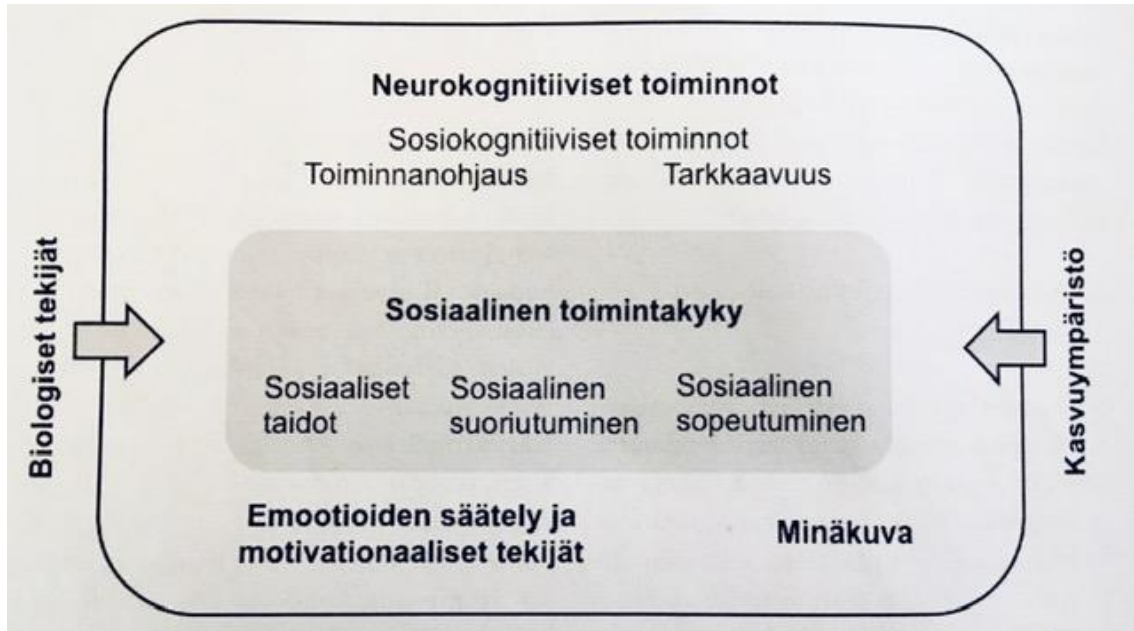 Neurokognitiiviset toiminnot
Sosiokognitiiviset toiminnot
Toiminnanohjaus Tarkkaavuus
Biologiset tekijät
Sosiaalinen toimintakyky
Sosiaaliset taidot
Sosiaalinen suoriutuminen
Sosiaalinen sopeutuminen
Kasvuympäristö
Emootioiden säätely ja
motivationaaliset tekijät
Minäkuva